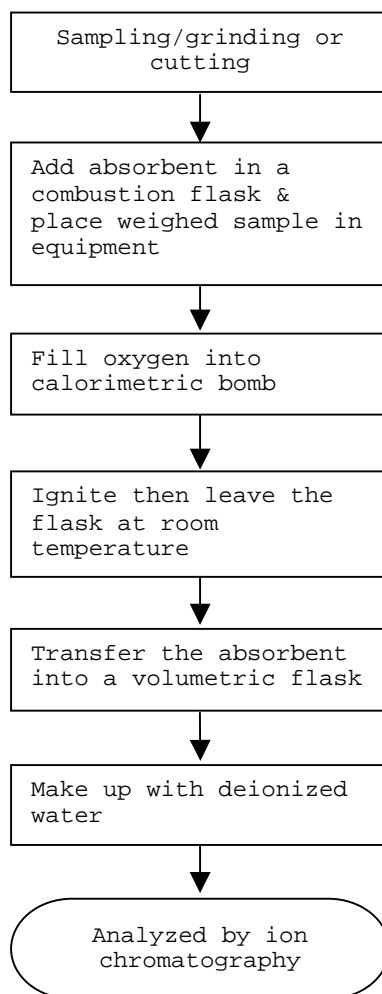 Sampling/grinding or
cutting
Add absorbent in a
combustion flask &
place weighed sample in
equipment
Fill oxygen into
calorimetric bomb
Ignite then leave the
flask at room
temperature
Transfer the absorbent
into a volumetric flask
Make up with deionized
water
Analyzed by ion
chromatography